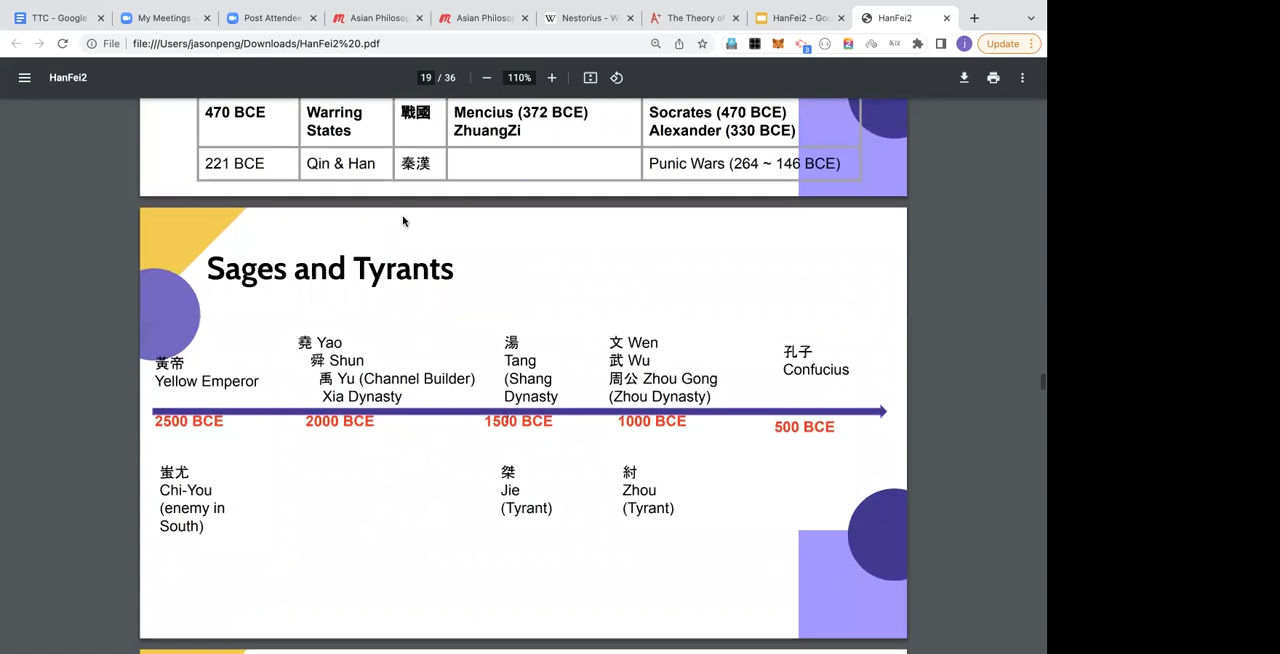 TTC - Google
My Meetings -
Post Attendee
Asian Philosop
Asian Philosop
Nestorius - W
The Theory of
HanFei2 - Goo
HanFei2
File
file:///Users/jasonpeng/Downloads/HanFei2%20.pdf
Update
HanFei2
19 / 36
110%
470 BCE
Warring
States
戰國
Mencius (372 BCE)
ZhuangZi
Socrates (470 BCE)
Alexander (330 BCE)
221 BCE
Qin & Han
秦漢
Punic Wars (264 ~ 146 BCE)
Sages and Tyrants
黃帝
Yellow Emperor
堯 Yao
舜 Shun
禹 Yu (Channel Builder)
Xia Dynasty
湯
Tang
(Shang
Dynasty
文 Wen
武 Wu
周公 Zhou Gong
(Zhou Dynasty)
孔子
Confucius
2500 BCE
2000 BCE
1500 BCE
1000 BCE
500 BCE
蚩尤
Chi-You
(enemy in
South)
桀
Jie
(Tyrant)
紂
Zhou
(Tyrant)